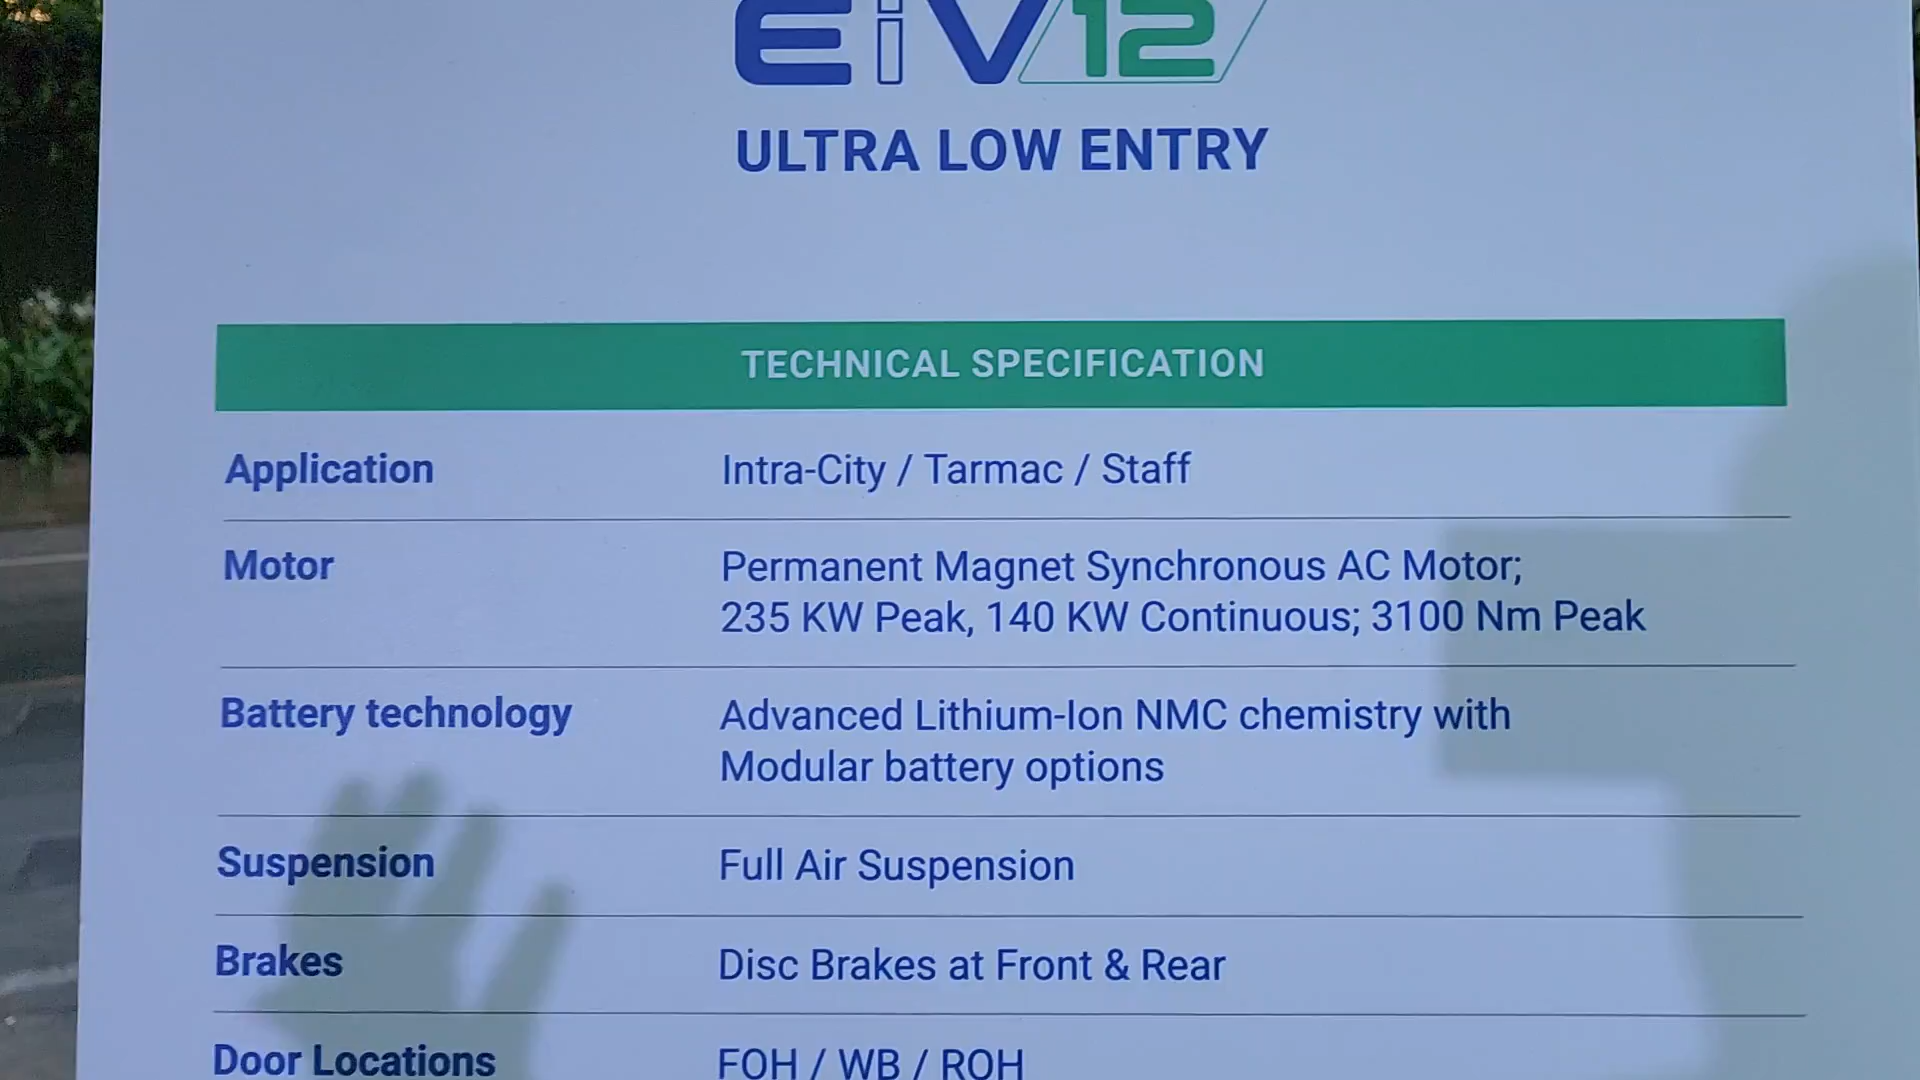 EiV12
ULTRA LOW ENTRY
TECHNICAL SPECIFICATION
Application
Intra-City / Tarmac / Staff
Motor
Permanent Magnet Synchronous AC Motor;
235 KW Peak, 140 KW Continuous; 3100 Nm Peak
Battery technology
Advanced Lithium-Ion NMC chemistry with
Modular battery options
Suspension
Full Air Suspension
Brakes
Disc Brakes at Front & Rear
Door Locations
FOH / WB / ROH